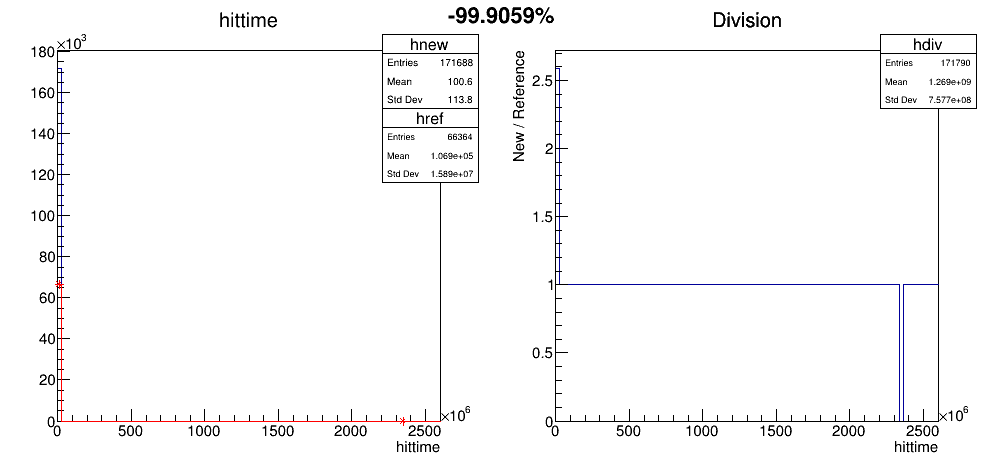 -99.9059%
hittime
×10³
180
160
140
120
100
80
60
40
20
0
0 500 1000 1500 2000 2500
×10⁶
hittime
hnew
Entries 171688
Mean 100.6
Std Dev 113.8
href
Entries 66364
Mean 1.069e+05
Std Dev 1.589e+07
Division
New / Reference
2.5
2
1.5
1
0.5
0
0 500 1000 1500 2000 2500
×10⁶
hittime
hdiv
Entries 171790
Mean 1.269e+09
Std Dev 7.577e+08